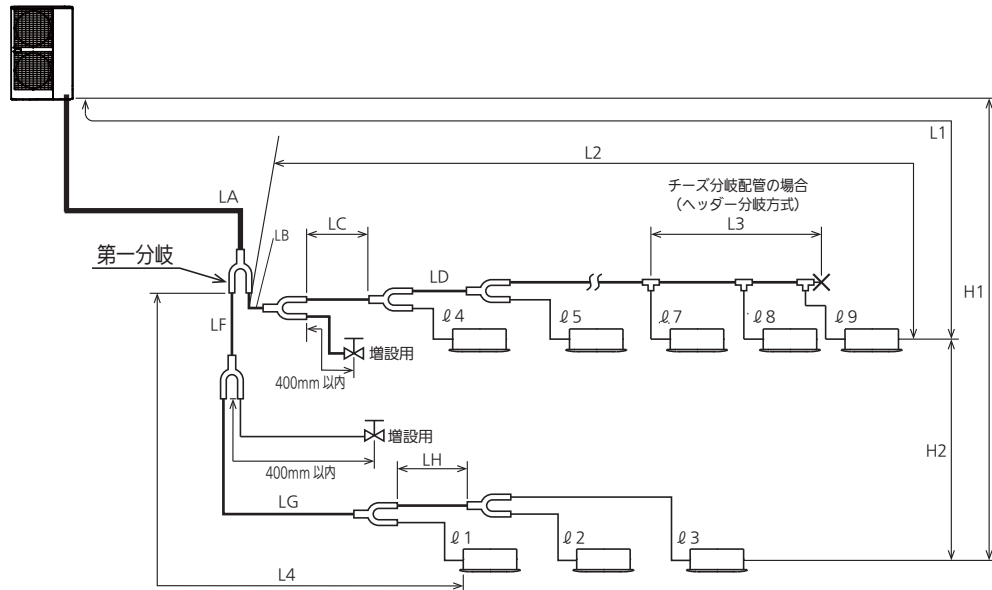 L1
L2
チーズ分岐配管の場合
（ヘッダー分岐方式）
LA
LC
L3
LB
第一分岐
LD
H1
LF
ℓ4
ℓ5
ℓ7
ℓ8
ℓ9
増設用
400mm 以内
増設用
H2
400mm 以内
LH
LG
ℓ1
ℓ2
ℓ3
L4